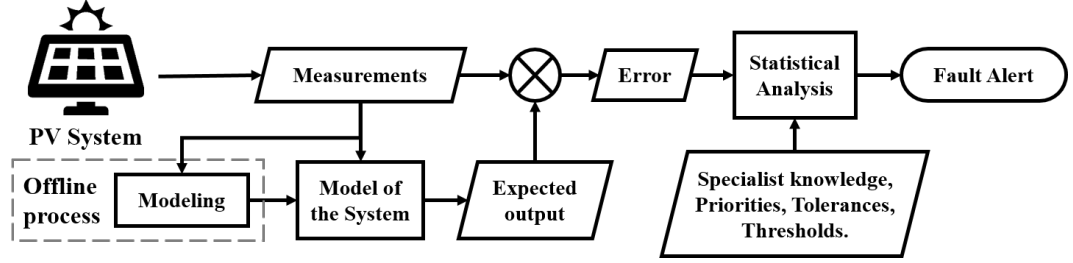 PV System
Measurements
Error
Statistical
Analysis
Fault Alert
Offline
process
Modeling
Model of
the System
Expected
output
Specialist knowledge,
Priorities, Tolerances,
Thresholds.